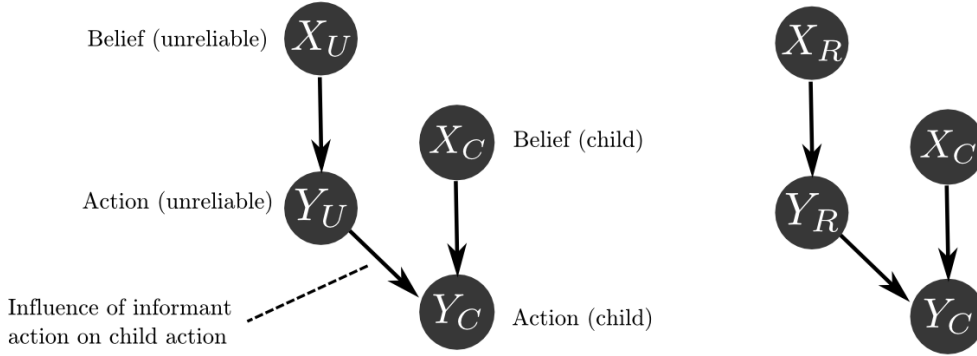 Belief (unreliable)
X_U
X_R
X_C
Belief (child)
X_C
Action (unreliable)
Y_U
Y_R
Influence of informant
action on child action
Y_C
Action (child)
Y_C